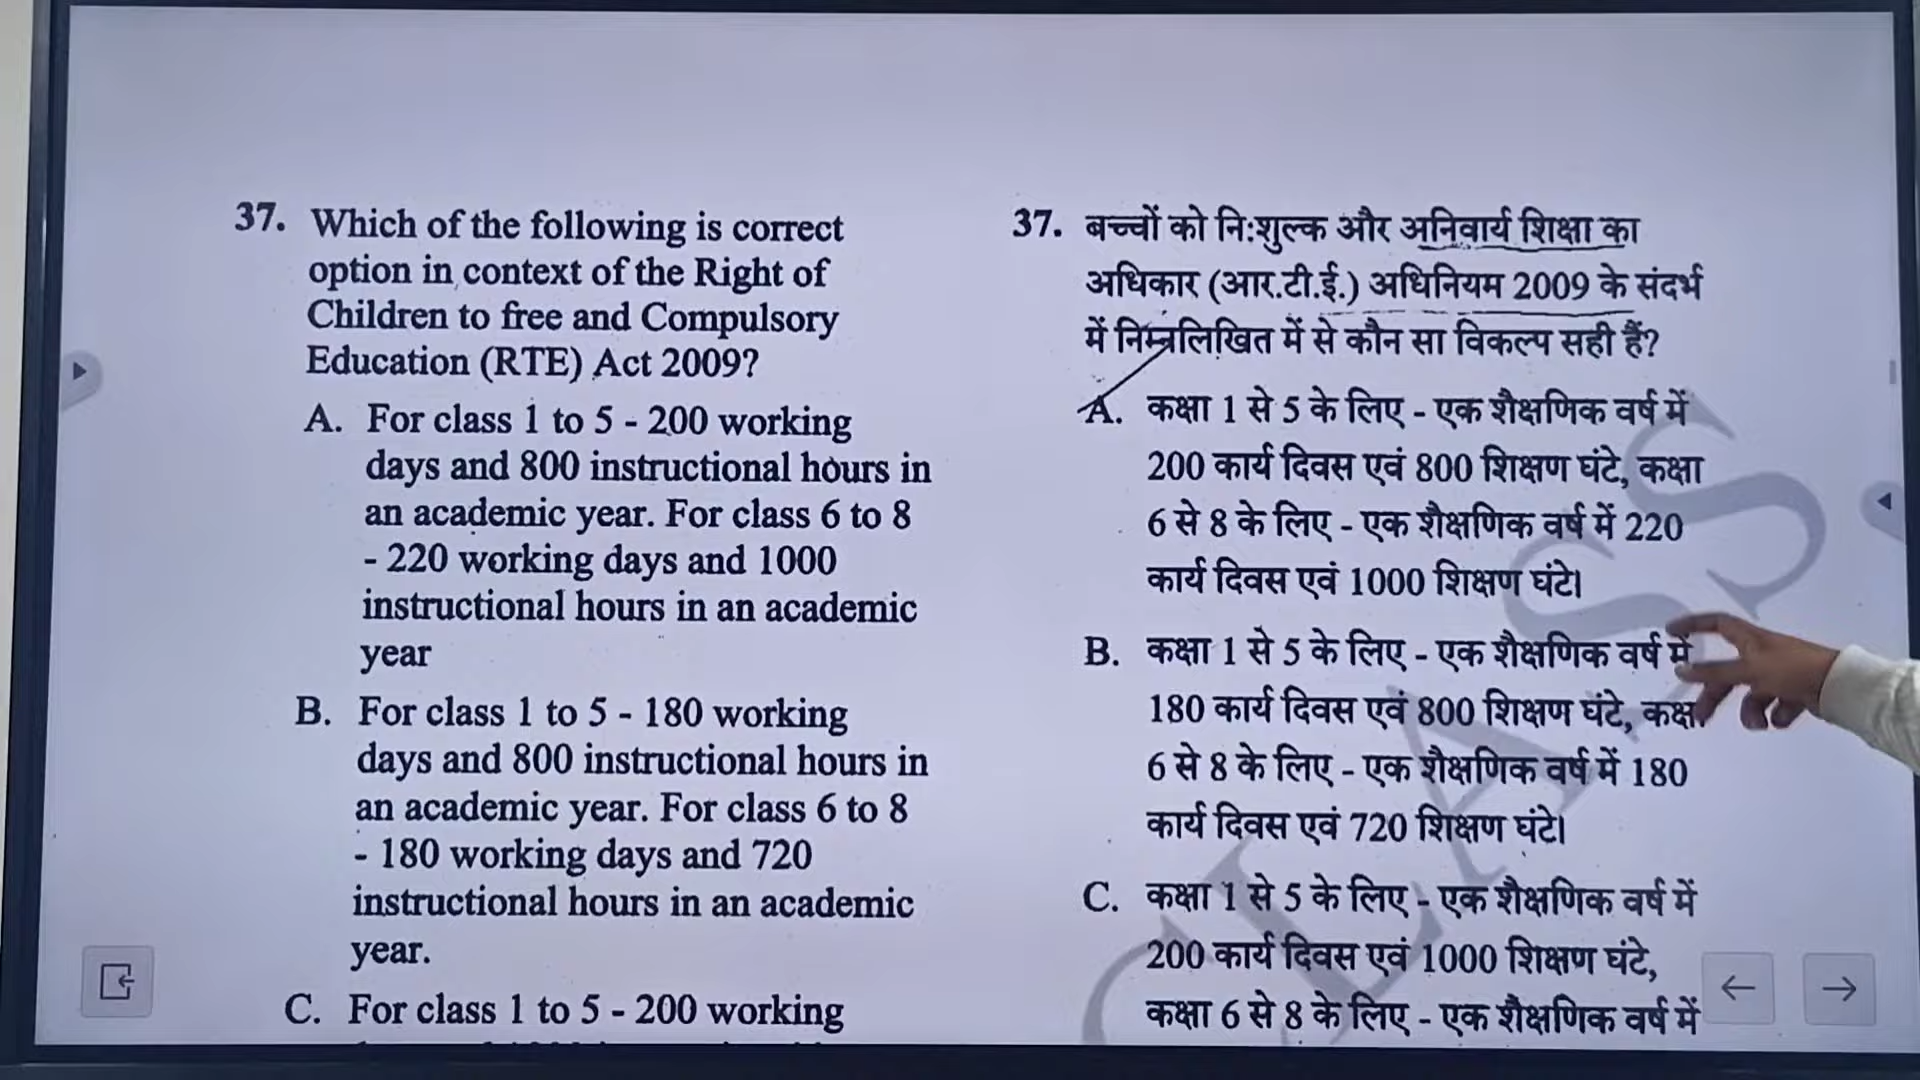 37. Which of the following is correct
option in context of the Right of
Children to free and Compulsory
Education (RTE) Act 2009?
A. For class 1 to 5 - 200 working
days and 800 instructional hours in
an academic year. For class 6 to 8
- 220 working days and 1000
instructional hours in an academic
year
B. For class 1 to 5 - 180 working
days and 800 instructional hours in
an academic year. For class 6 to 8
- 180 working days and 720
instructional hours in an academic
year.
C. For class 1 to 5 - 200 working
37. बच्चों को नि:शुल्क और अनिवार्य शिक्षा का
अधिकार (आर.टी.ई.) अधिनियम 2009 के संदर्भ
में निम्नलिखित में से कौन सा विकल्प सही हैं?
A. कक्षा 1 से 5 के लिए - एक शैक्षणिक वर्ष में
200 कार्य दिवस एवं 800 शिक्षण घंटे, कक्षा
6 से 8 के लिए - एक शैक्षणिक वर्ष में 220
कार्य दिवस एवं 1000 शिक्षण घंटे।
B. कक्षा 1 से 5 के लिए - एक शैक्षणिक वर्ष में
180 कार्य दिवस एवं 800 शिक्षण घंटे, कक्षा
6 से 8 के लिए - एक शैक्षणिक वर्ष में 180
कार्य दिवस एवं 720 शिक्षण घंटे।
C. कक्षा 1 से 5 के लिए - एक शैक्षणिक वर्ष में
200 कार्य दिवस एवं 1000 शिक्षण घंटे,
कक्षा 6 से 8 के लिए - एक शैक्षणिक वर्ष में
CLASS